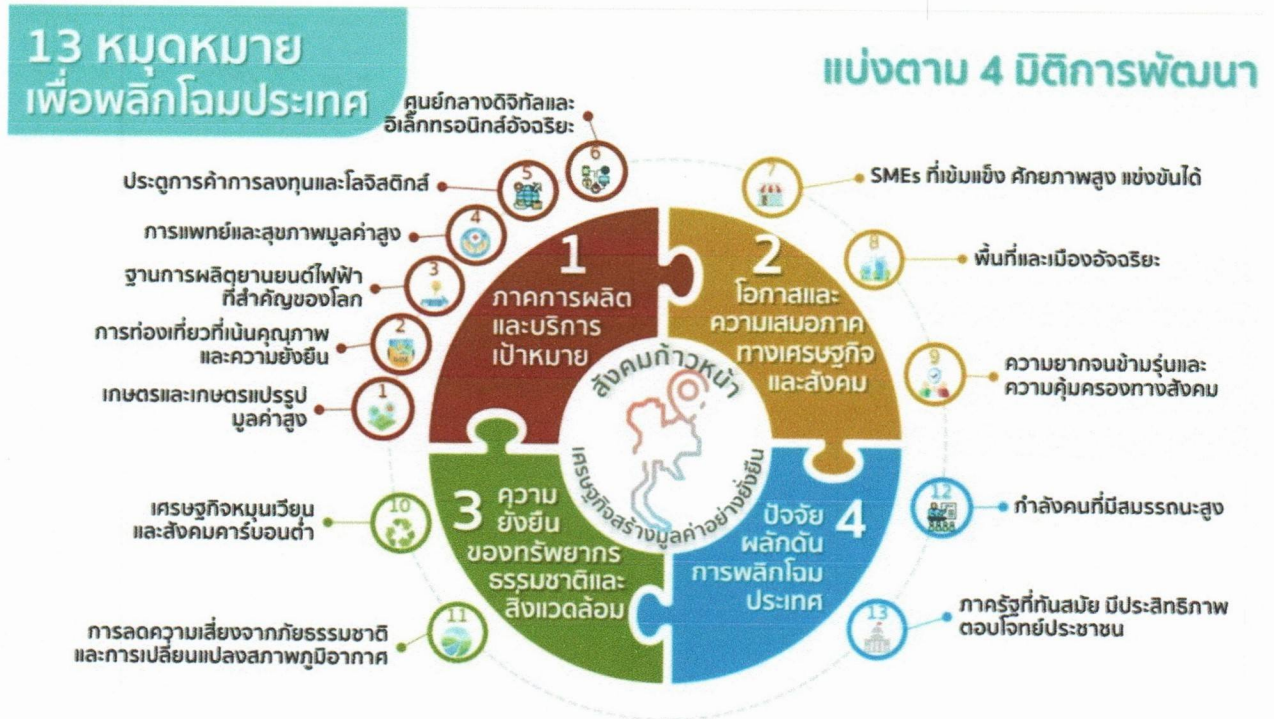 13 หมุดหมาย
เพื่อพลิกโฉมประเทศ
แบ่งตาม 4 มิติการพัฒนา
ศูนย์กลางดิจิทัลและ
อิเล็กทรอนิกส์อัจฉริยะ
6
ประตูการค้าการลงทุนและโลจิสติกส์
5
การแพทย์และสุขภาพมูลค่าสูง
4
ฐานการผลิตยานยนต์ไฟฟ้า
ที่สำคัญของโลก
3
การท่องเที่ยวที่เน้นคุณภาพ
และความยั่งยืน
2
เกษตรและเกษตรแปรรูป
มูลค่าสูง
1
1
ภาคการผลิต
และบริการ
เป้าหมาย
2
โอกาสและ
ความเสมอภาค
ทางเศรษฐกิจ
และสังคม
7
SMEs ที่เข้มแข็ง ศักยภาพสูง แข่งขันได้
8
พื้นที่และเมืองอัจฉริยะ
9
ความยากจนข้ามรุ่นและ
ความคุ้มครองทางสังคม
สังคมก้าวหน้า
เศรษฐกิจสร้างมูลค่าอย่างยั่งยืน
3
ความ
ยั่งยืน
ของทรัพยากร
ธรรมชาติและ
สิ่งแวดล้อม
เศรษฐกิจหมุนเวียน
และสังคมคาร์บอนต่ำ
10
การลดความเสี่ยงจากภัยธรรมชาติ
และการเปลี่ยนแปลงสภาพภูมิอากาศ
11
4
ปัจจัย
ผลักดัน
การพลิกโฉม
ประเทศ
12
กำลังคนที่มีสมรรถนะสูง
13
ภาครัฐที่ทันสมัย มีประสิทธิภาพ
ตอบโจทย์ประชาชน